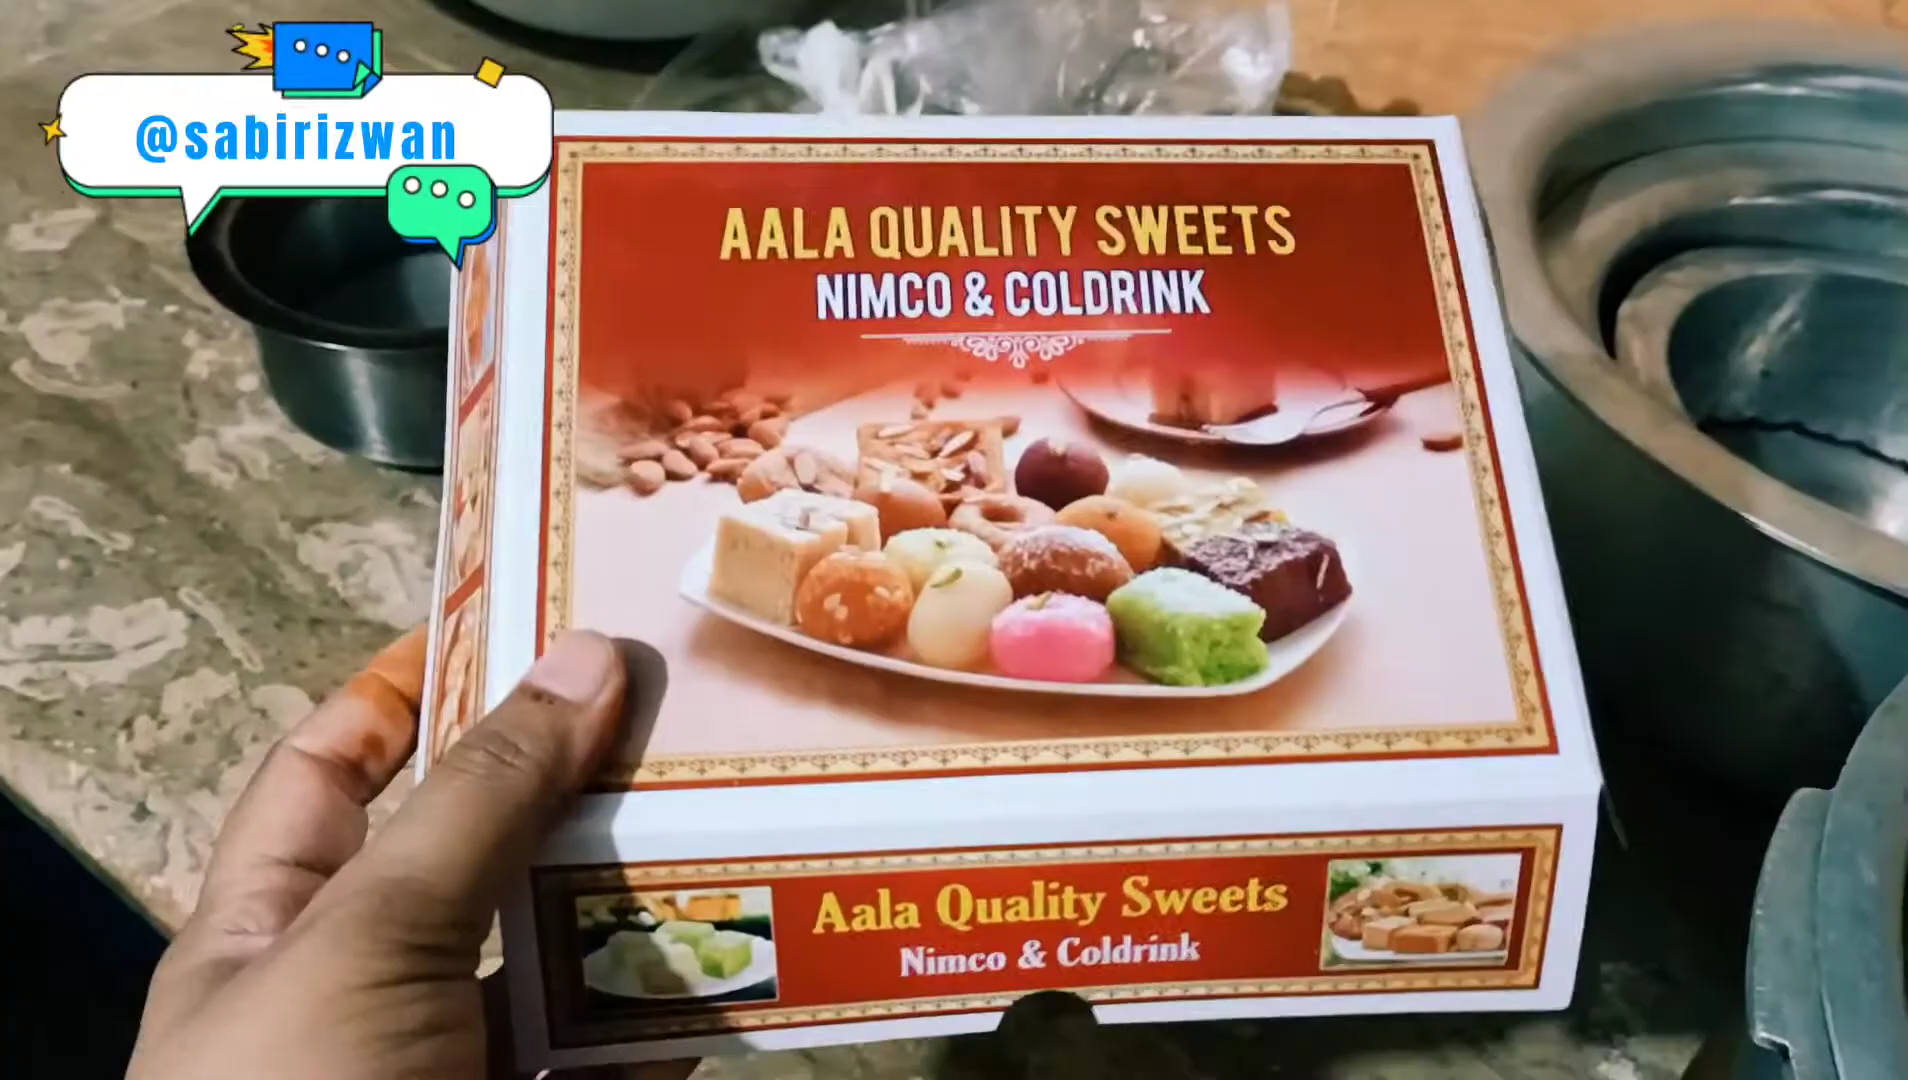 @sabirizwan
AALA QUALITY SWEETS
NIMCO & COLDRINK
Aala Quality Sweets
Nimco & Coldrink